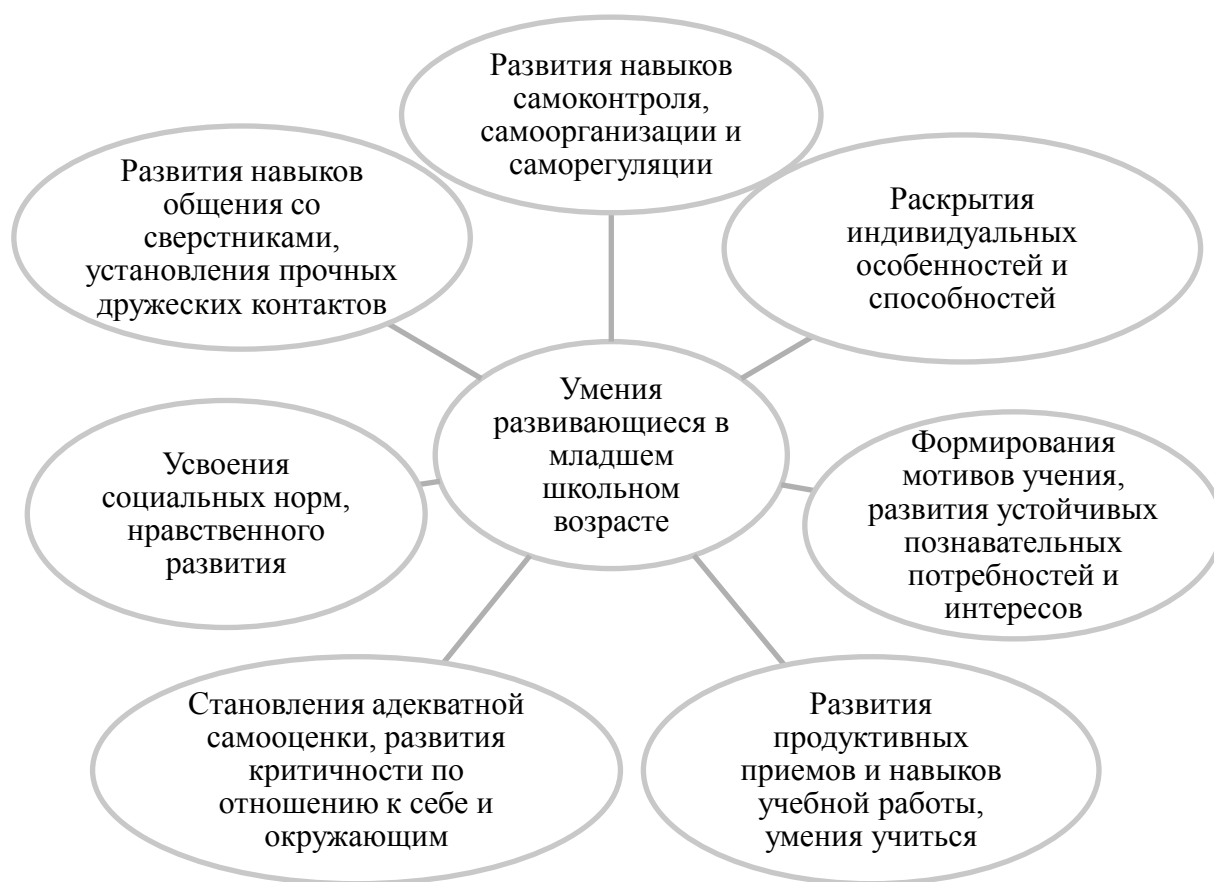 Развития навыков
самоконтроля,
самоорганизации и
саморегуляции
Раскрытия
индивидуальных
особенностей и
способностей
Формирования
мотивов учения,
развития устойчивых
познавательных
потребностей и
интересов
Развития
продуктивных
приемов и навыков
учебной работы,
умения учиться
Становления адекватной
самооценки, развития
критичности по
отношению к себе и
окружающим
Усвоения
социальных норм,
нравственного
развития
Развития навыков
общения со
сверстниками,
установления прочных
дружеских контактов
Умения
развивающиеся в
младшем
школьном
возрасте